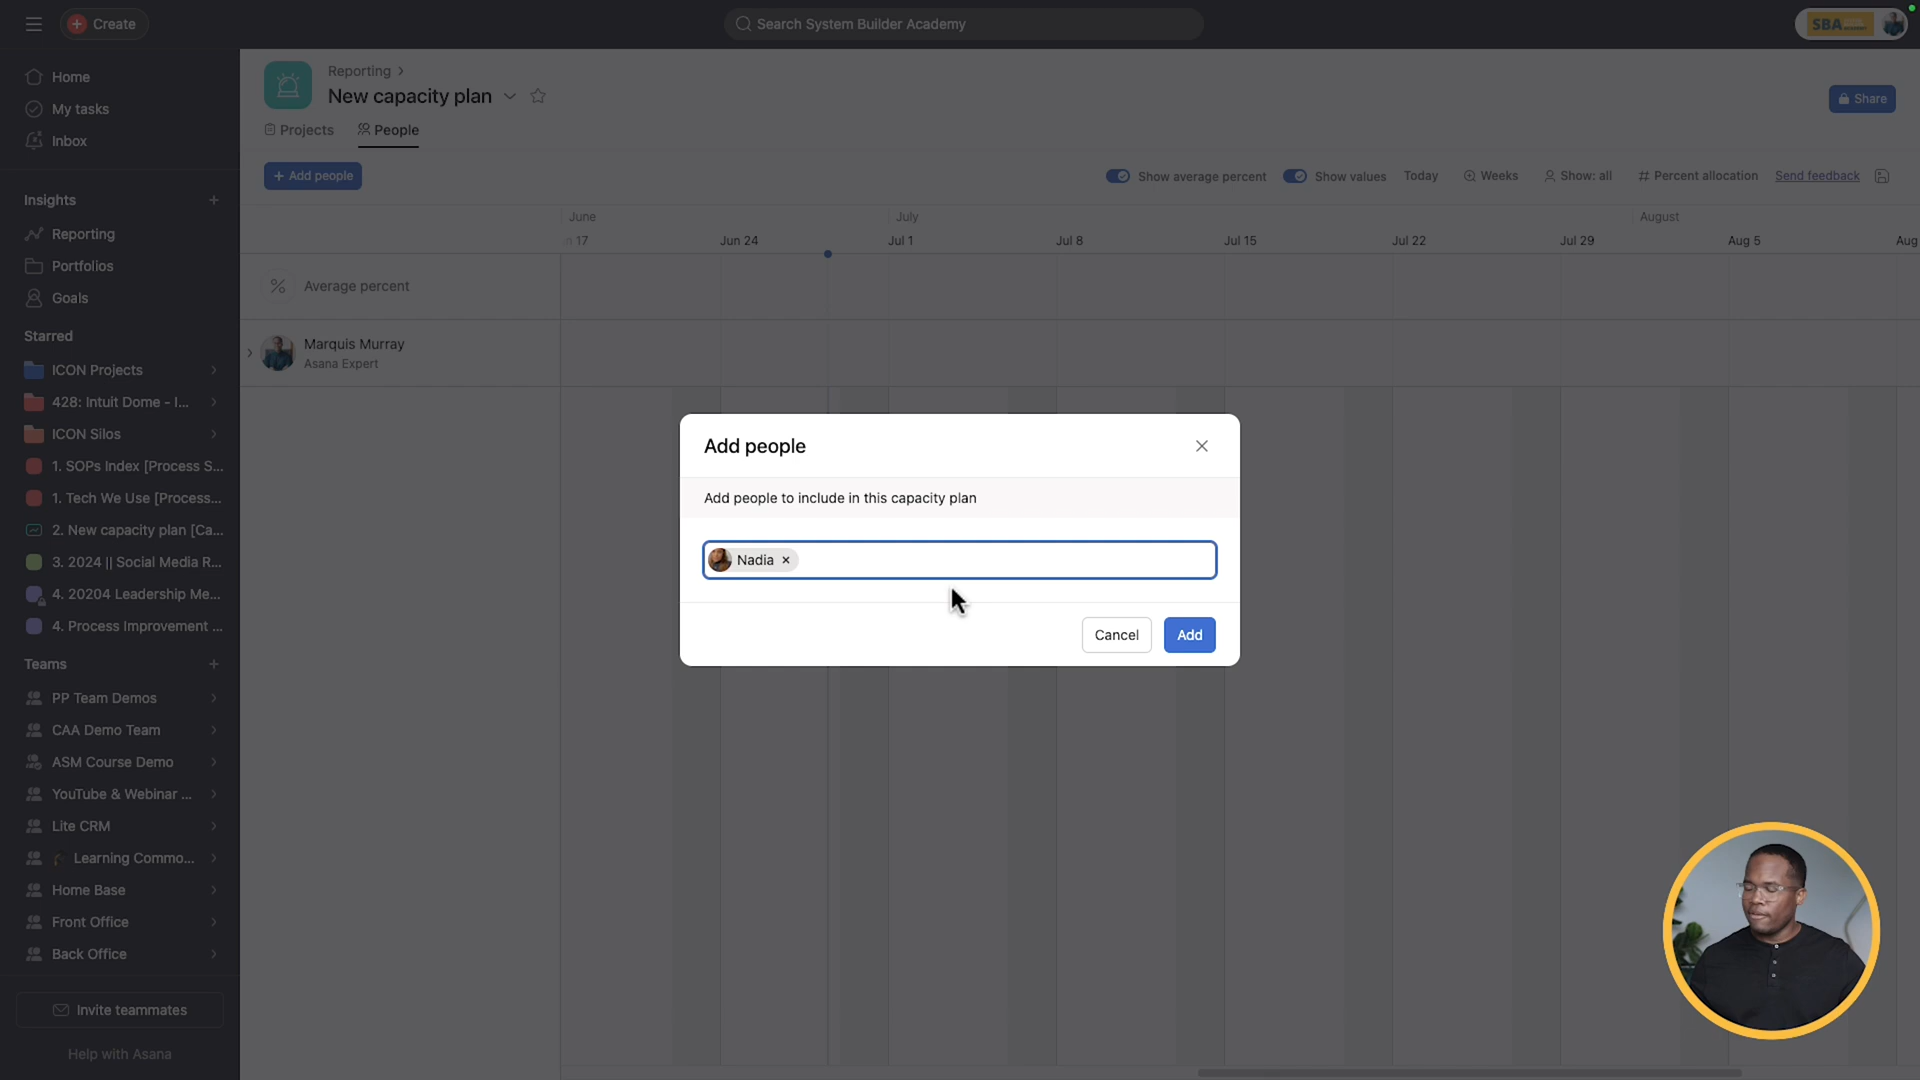 Create
Search System Builder Academy
SBA
Home
My tasks
Inbox
Insights
Reporting
Portfolios
Goals
Starred
ICON Projects
428: Intuit Dome - I...
ICON Silos
1. SOPs Index [Process S...
1. Tech We Use [Process...
2. New capacity plan [Ca...
3. 2024 || Social Media R...
4. 20204 Leadership Me...
4. Process Improvement ...
Teams
PP Team Demos
CAA Demo Team
ASM Course Demo
YouTube & Webinar ...
Lite CRM
Learning Commo...
Home Base
Front Office
Back Office
Invite teammates
Help with Asana
Reporting >
New capacity plan
Share
Projects People
+ Add people
Show average percent Show values Today Weeks Show: all # Percent allocation Send feedback
June July August
n 17 Jun 24 Jul 1 Jul 8 Jul 15 Jul 22 Jul 29 Aug 5 Aug
% Average percent
Marquis Murray
Asana Expert
Add people
Add people to include in this capacity plan
Nadia ×
Cancel Add